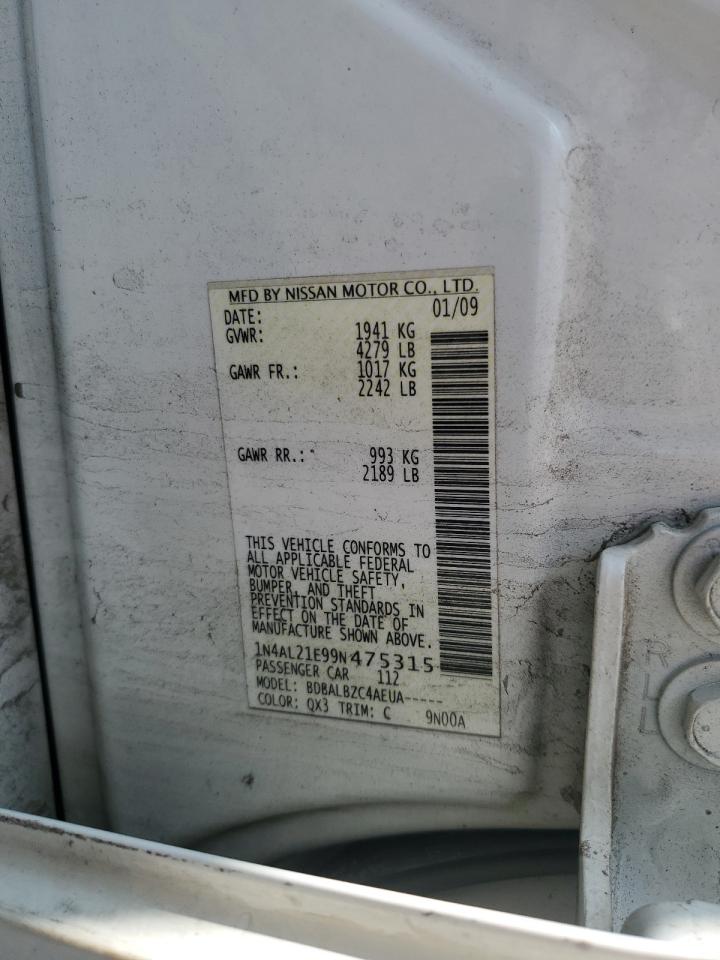 MFD BY NISSAN MOTOR CO., LTD.
DATE: 01/09
GVWR: 1941 KG
4279 LB
GAWR FR.: 1017 KG
2242 LB
GAWR RR.: 993 KG
2189 LB
THIS VEHICLE CONFORMS TO
ALL APPLICABLE FEDERAL
MOTOR VEHICLE SAFETY,
BUMPER, AND THEFT
PREVENTION STANDARDS IN
EFFECT ON THE DATE OF
MANUFACTURE SHOWN ABOVE.
1N4AL21E99N475315
PASSENGER CAR 112
MODEL: BDBALBZC4AEUA-----
COLOR: QX3 TRIM: C 9N00A
R
L
L